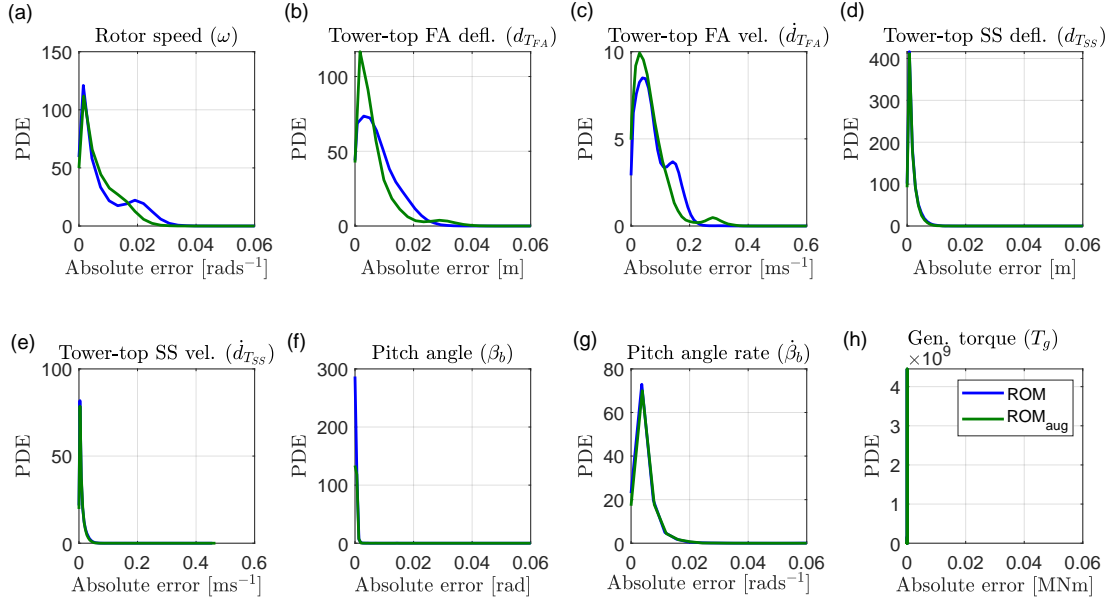 (a)
Rotor speed (ω)
150
100
50
0
PDE
0 0.02 0.04 0.06
Absolute error [rads⁻¹]
(b)
Tower-top FA defl. (d_{T_{FA}})
100
50
0
PDE
0 0.02 0.04 0.06
Absolute error [m]
(c)
Tower-top FA vel. (ḋ_{T_{FA}})
10
5
0
PDE
0 0.2 0.4 0.6
Absolute error [ms⁻¹]
(d)
Tower-top SS defl. (d_{T_{SS}})
400
300
200
100
0
PDE
0 0.02 0.04 0.06
Absolute error [m]
(e)
Tower-top SS vel. (ḋ_{T_{SS}})
100
50
0
PDE
0 0.2 0.4 0.6
Absolute error [ms⁻¹]
(f)
Pitch angle (β_b)
300
200
100
0
PDE
0 0.02 0.04 0.06
Absolute error [rad]
(g)
Pitch angle rate (β̇_b)
80
60
40
20
0
PDE
0 0.02 0.04 0.06
Absolute error [rads⁻¹]
(h)
Gen. torque (T_g)
×10⁹
4
3
2
1
0
PDE
ROM
ROM_{aug}
0 0.02 0.04 0.06
Absolute error [MNm]